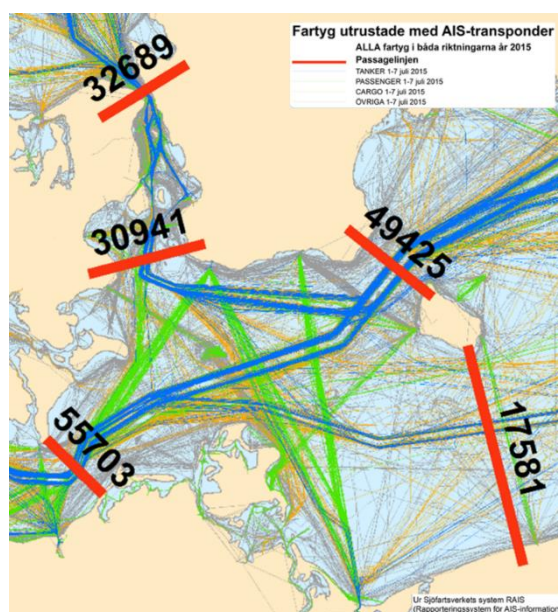 Fartyg utrustade med AIS-transponder
ALLA fartyg i båda riktningarna år 2015
Passagelinjen
TANKER 1-7 juli 2015
PASSENGER 1-7 juli 2015
CARGO 1-7 juli 2015
ÖVRIGA 1-7 juli 2015
32689
30941
49425
55703
17581
Ur Sjöfartsverkets system RAIS
(Rapporteringssystem för AIS-information